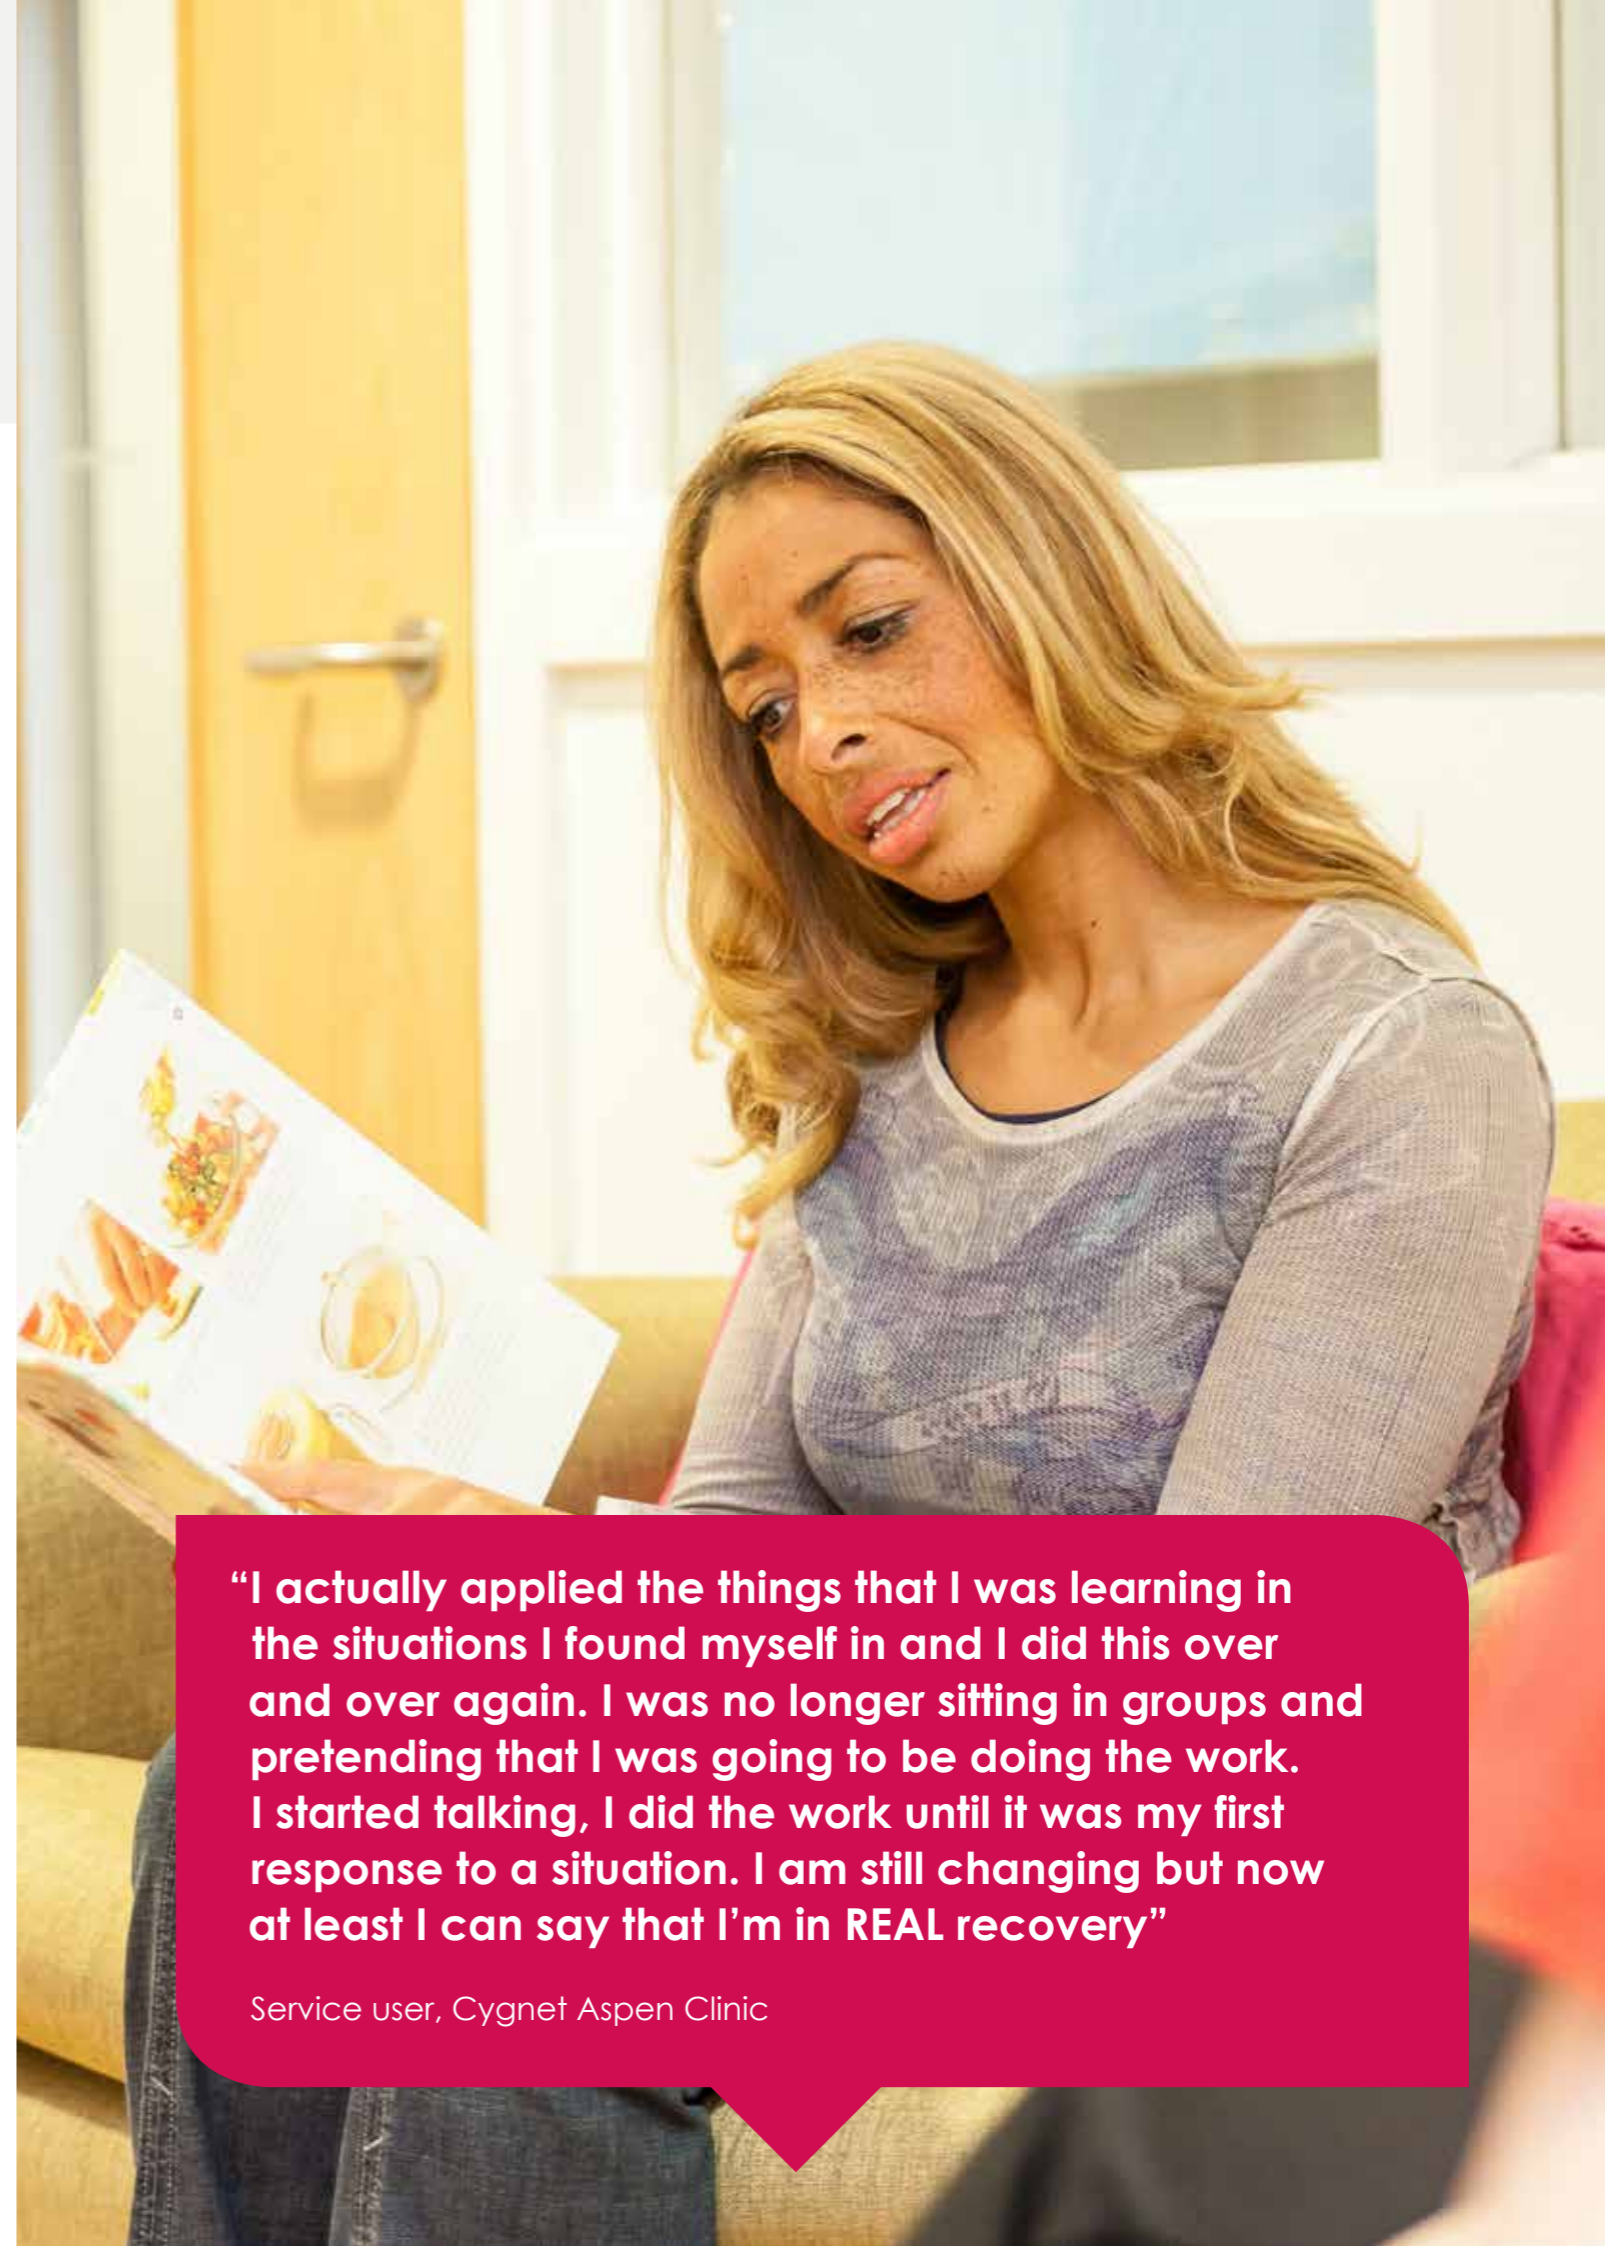 “I actually applied the things that I was learning in
the situations I found myself in and I did this over
and over again. I was no longer sitting in groups and
pretending that I was going to be doing the work.
I started talking, I did the work until it was my first
response to a situation. I am still changing but now
at least I can say that I’m in REAL recovery”
Service user, Cygnet Aspen Clinic